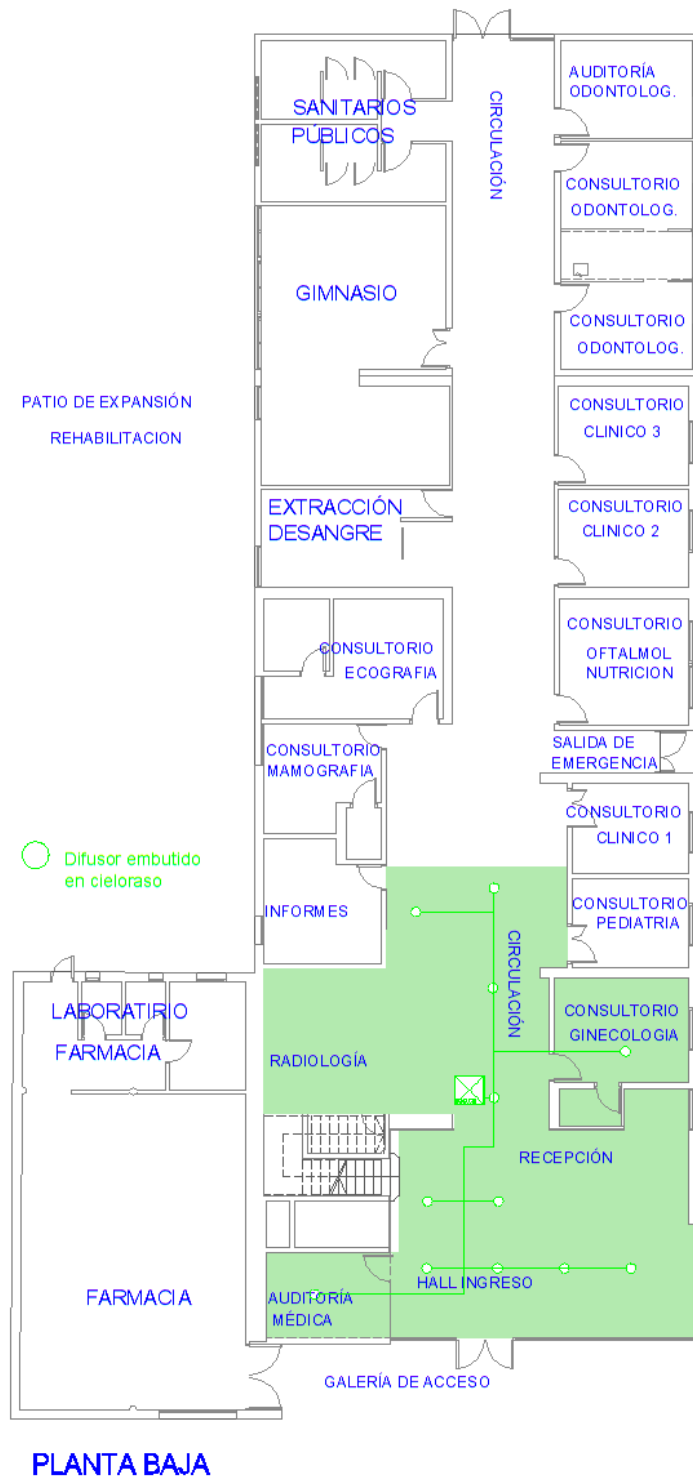 AUDITORÍA
ODONTOLOG.
SANITARIOS
PÚBLICOS
CIRCULACIÓN
CONSULTORIO
ODONTOLOG.
GIMNASIO
CONSULTORIO
ODONTOLOG.
PATIO DE EXPANSIÓN
REHABILITACION
CONSULTORIO
CLINICO 3
EXTRACCIÓN
DESANGRE
CONSULTORIO
CLINICO 2
CONSULTORIO
ECOGRAFIA
CONSULTORIO
OFTALMOL
NUTRICION
CONSULTORIO
MAMOGRAFIA
SALIDA DE
EMERGENCIA
CONSULTORIO
CLINICO 1
Difusor embutido
en cieloraso
INFORMES
CONSULTORIO
PEDIATRIA
CIRCULACIÓN
LABORATIRIO
FARMACIA
RADIOLOGÍA
CONSULTORIO
GINECOLOGIA
RECEPCIÓN
FARMACIA
AUDITORÍA
MÉDICA
HALL INGRESO
GALERÍA DE ACCESO
PLANTA BAJA